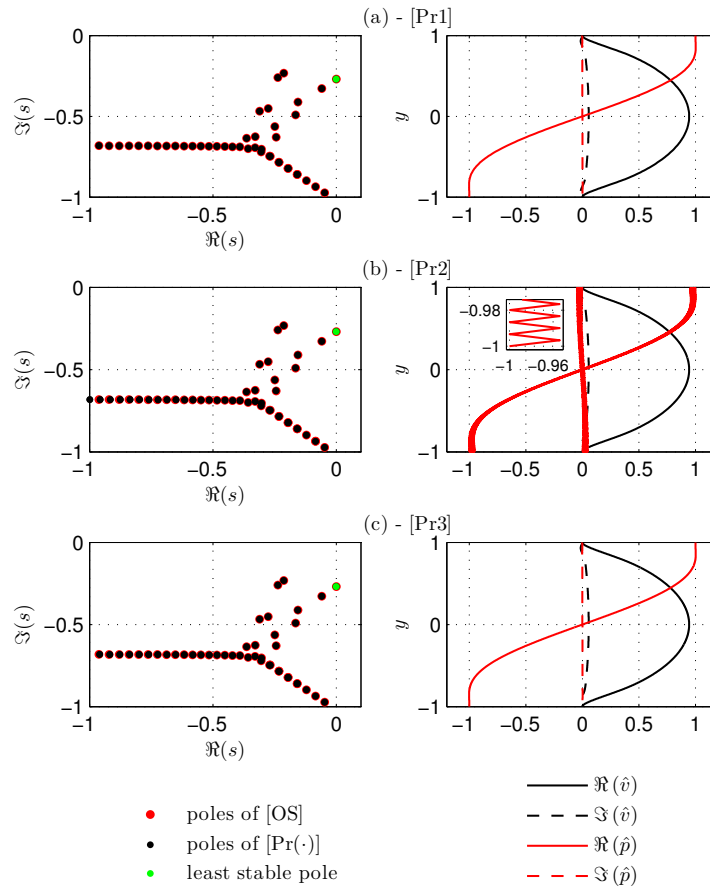 (a) - [Pr1]
0
−0.5
−1
ℑ(s)
−1
−0.5
0
ℜ(s)
1
0
−1
y
−1
−0.5
0
0.5
1
(b) - [Pr2]
0
−0.5
−1
ℑ(s)
−1
−0.5
0
ℜ(s)
1
0
−1
y
−0.98
−1
−1
−0.96
−1
−0.5
0
0.5
1
(c) - [Pr3]
0
−0.5
−1
ℑ(s)
−1
−0.5
0
ℜ(s)
1
0
−1
y
−1
−0.5
0
0.5
1
poles of [OS]
poles of [Pr(·)]
least stable pole
ℜ(v̂)
ℑ(v̂)
ℜ(p̂)
ℑ(p̂)